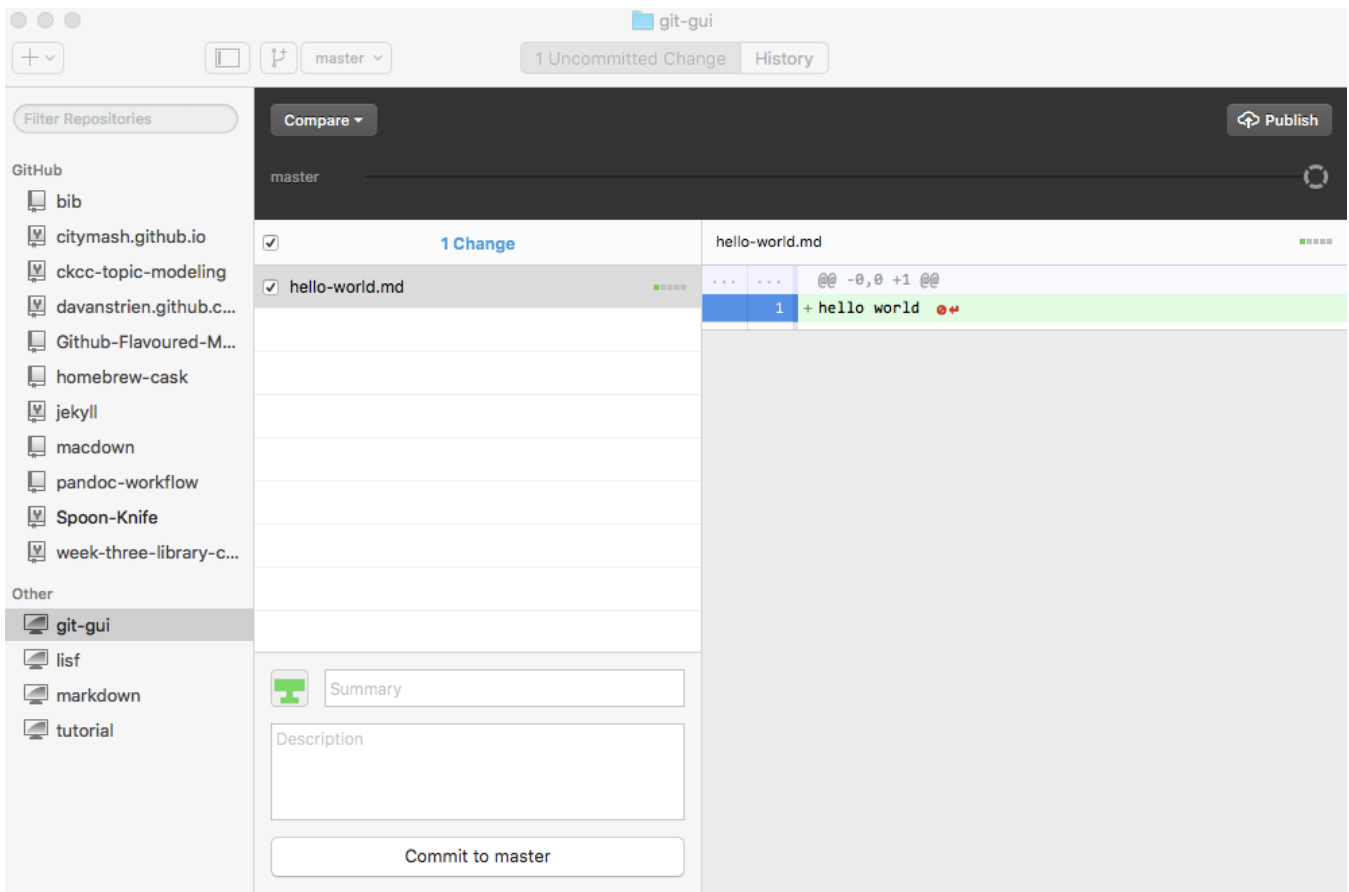 git-gui
master
1 Uncommitted Change
History
Filter Repositories
GitHub
bib
citymash.github.io
ckcc-topic-modeling
davanstrien.github.c...
Github-Flavoured-M...
homebrew-cask
jekyll
macdown
pandoc-workflow
Spoon-Knife
week-three-library-c...
Other
git-gui
lisf
markdown
tutorial
Compare
Publish
master
1 Change
hello-world.md
Summary
Description
Commit to master
hello-world.md
... ... @@ -0,0 +1 @@
1 + hello world